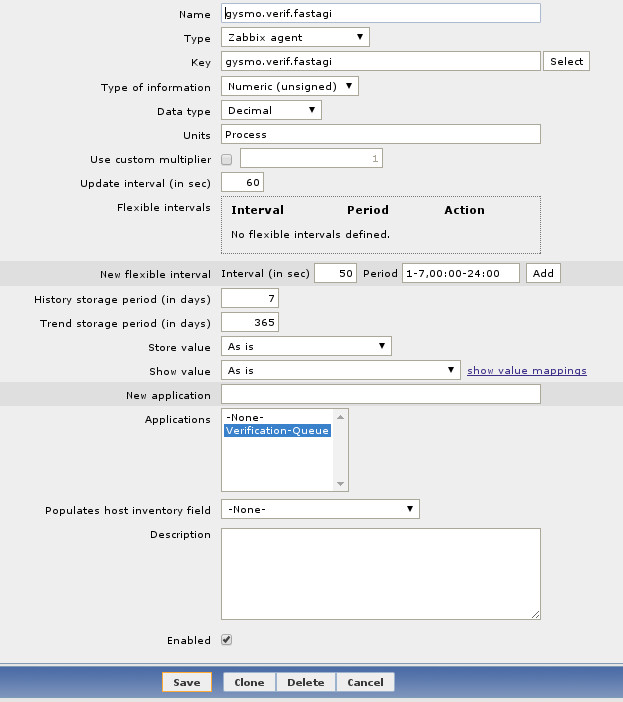 Name gysmo.verif.fastagi
Type Zabbix agent
Key gysmo.verif.fastagi Select
Type of information Numeric (unsigned)
Data type Decimal
Units Process
Use custom multiplier 1
Update interval (in sec) 60
Flexible intervals Interval Period Action
No flexible intervals defined.
New flexible interval Interval (in sec) 50 Period 1-7,00:00-24:00 Add
History storage period (in days) 7
Trend storage period (in days) 365
Store value As is
Show value As is show value mappings
New application
Applications -None-
Verification-Queue
Populates host inventory field -None-
Description
Enabled
Save Clone Delete Cancel